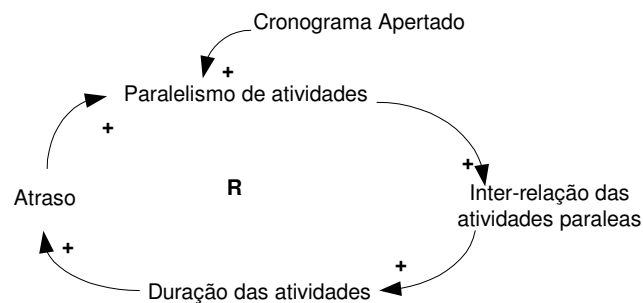 Cronograma Apertado
+
Paralelismo de atividades
+
+
R
Atraso
Inter-relação das
atividades paraleas
+
+
Duração das atividades